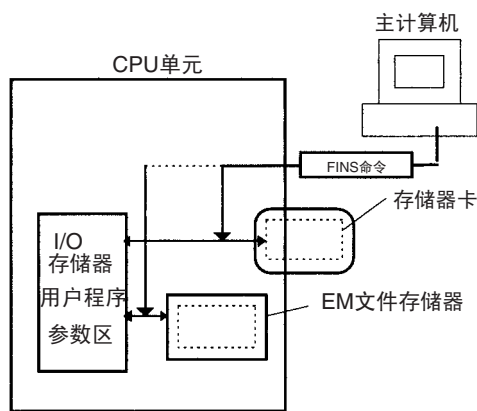 主计算机
CPU单元
FINS命令
存储器卡
I/O
存储器
用户程序
参数区
EM文件存储器